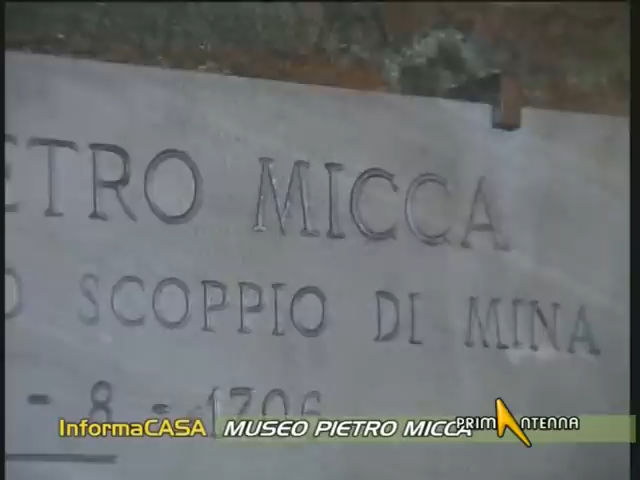 ETRO MICCA
O SCOPPIO DI MINA
- 8 - 1706
InformaCASA MUSEO PIETRO MICCA PRIMANTENNA